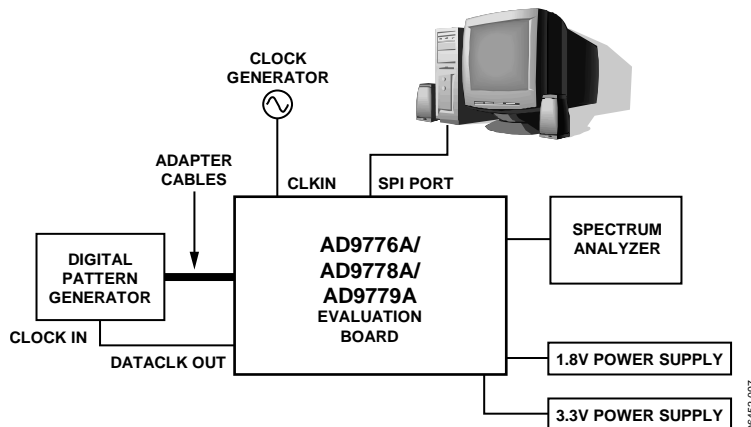 CLOCK
GENERATOR
ADAPTER
CABLES
CLKIN
SPI PORT
DIGITAL
PATTERN
GENERATOR
AD9776A/
AD9778A/
AD9779A
EVALUATION
BOARD
SPECTRUM
ANALYZER
CLOCK IN
DATACLK OUT
1.8V POWER SUPPLY
3.3V POWER SUPPLY